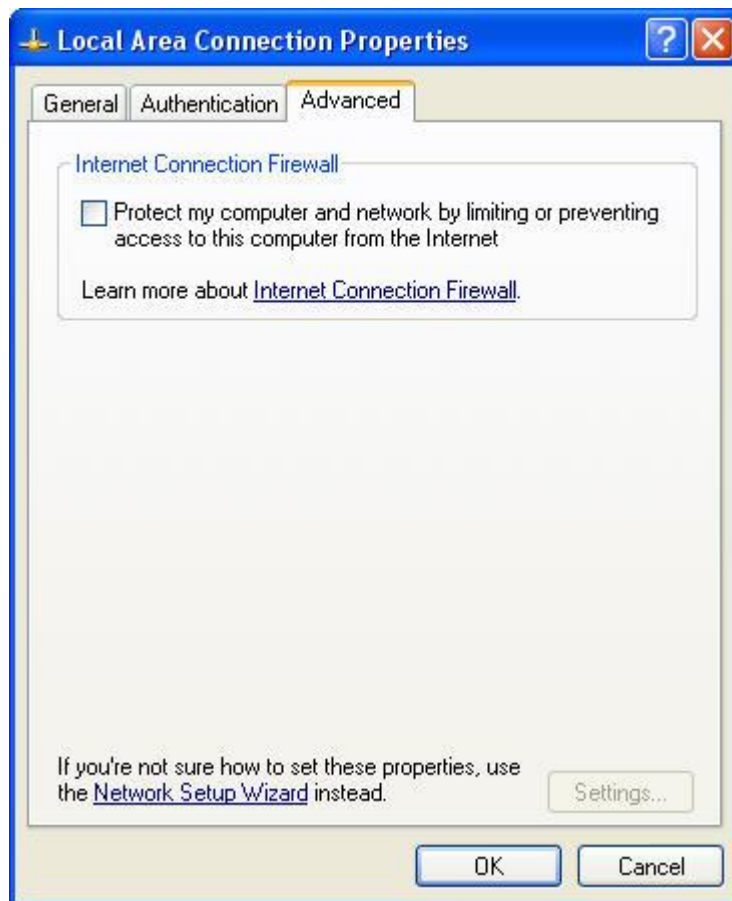 Local Area Connection Properties
General Authentication Advanced
Internet Connection Firewall
Protect my computer and network by limiting or preventing
access to this computer from the Internet
Learn more about Internet Connection Firewall.
If you're not sure how to set these properties, use
the Network Setup Wizard instead.
Settings...
OK Cancel